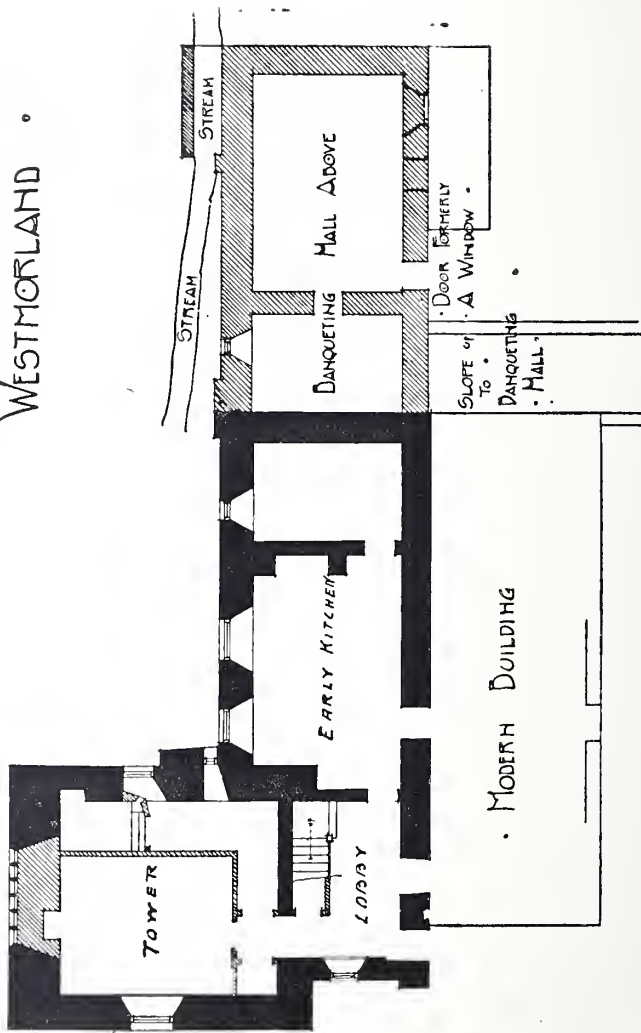 WESTMORLAND .
STREAM
STREAM
BANQUETING HALL ABOVE
. DOOR FORMERLY
. A WINDOW .
SLOPE UP
TO .
BANQUETING
. HALL .
EARLY KITCHEN
TOWER
LOBBY
. MODERN BUILDING